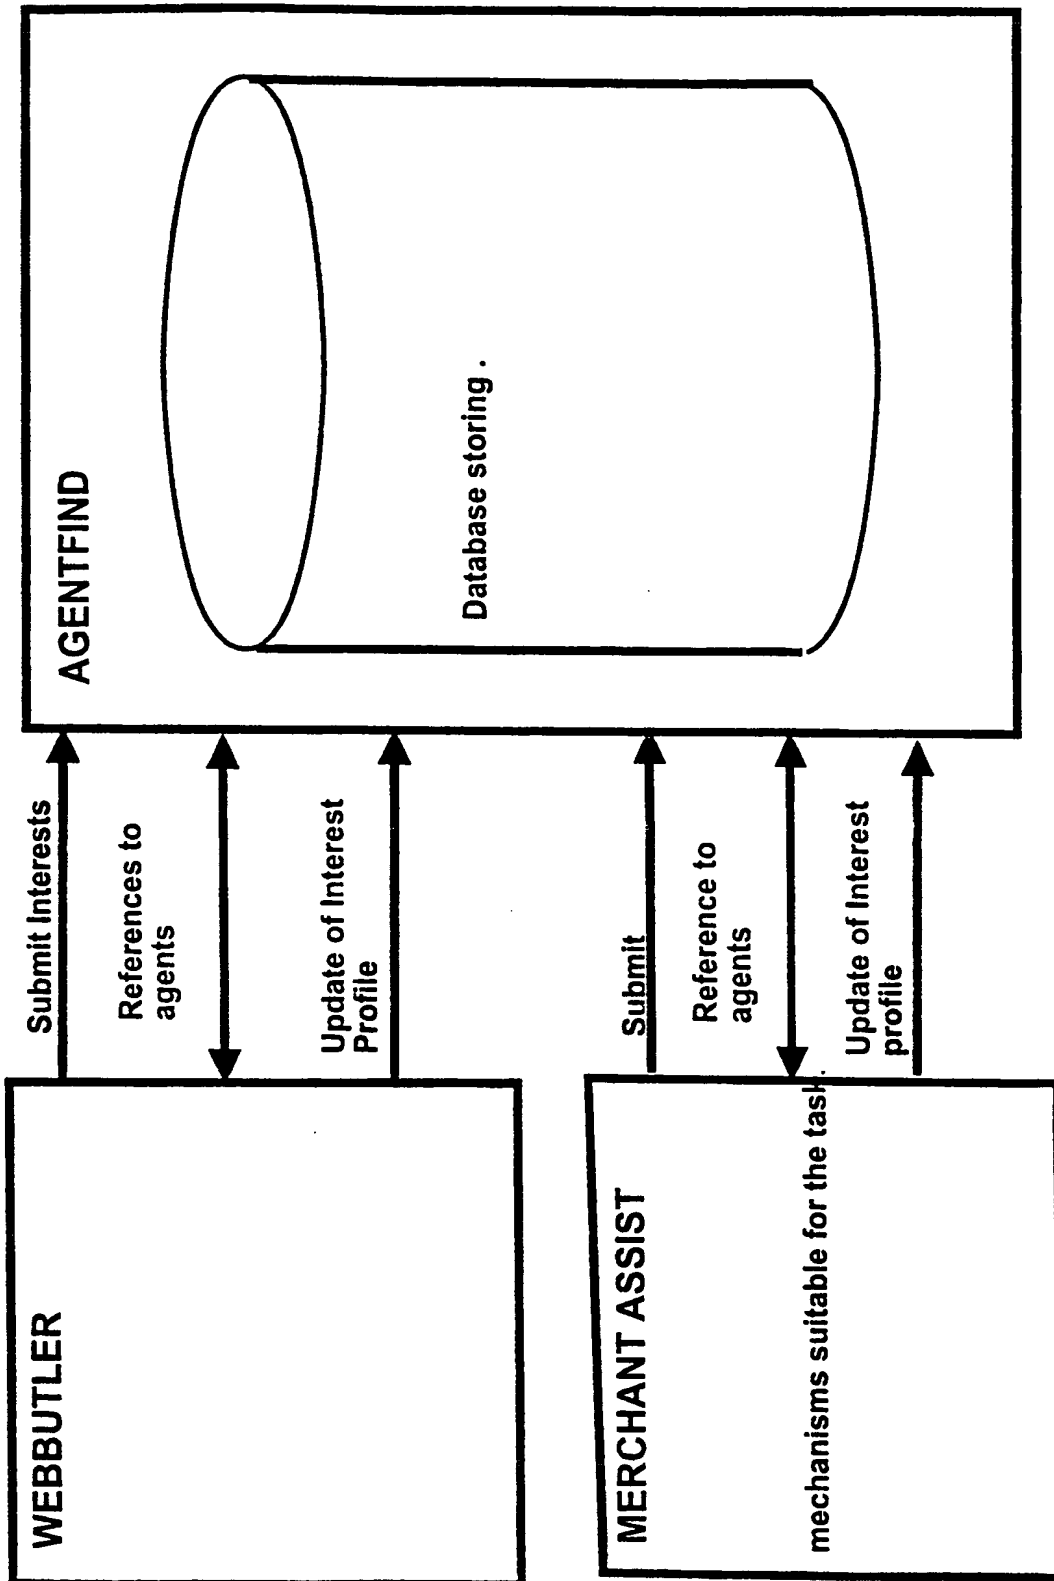 WEBBUTLER
Submit Interests
References to
agents
Update of Interest
Profile
MERCHANT ASSIST
mechanisms suitable for the task.
Submit
Reference to
agents
Update of Interest
profile
AGENTFIND
Database storing .